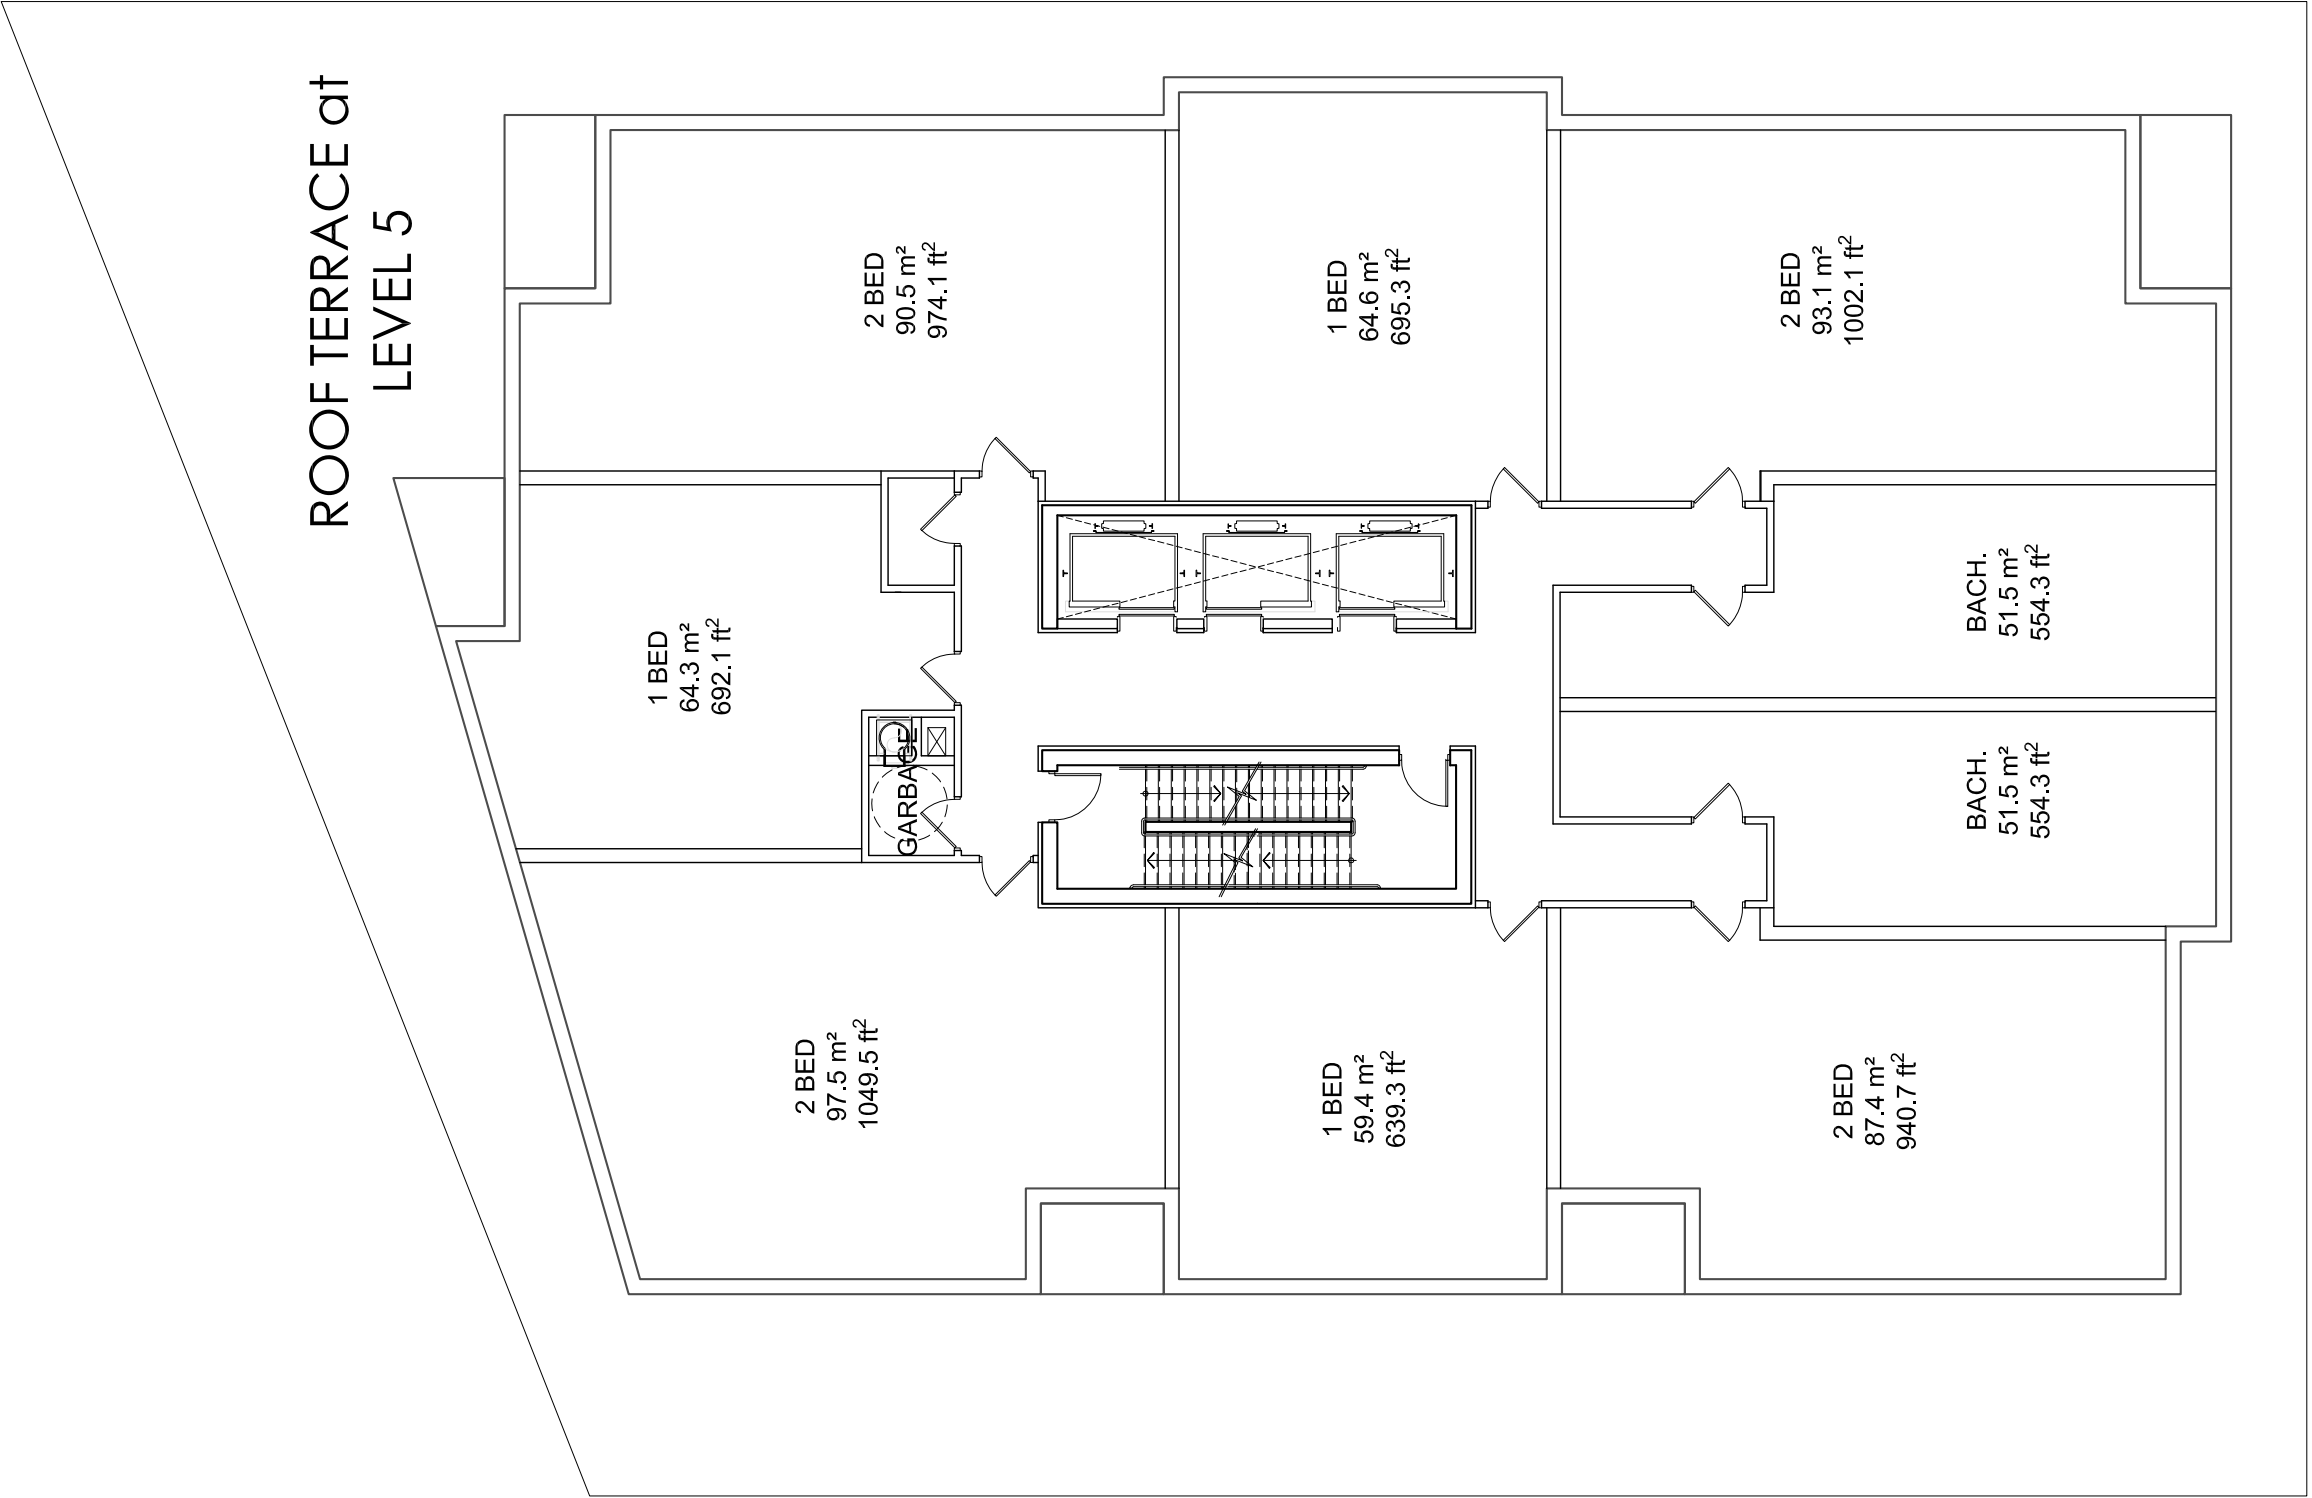 ROOF TERRACE at
LEVEL 5
2 BED
90.5 m²
974.1 ft²
1 BED
64.6 m²
695.3 ft²
2 BED
93.1 m²
1002.1 ft²
1 BED
64.3 m²
692.1 ft²
GARBAGE
BACH.
51.5 m²
554.3 ft²
BACH.
51.5 m²
554.3 ft²
2 BED
97.5 m²
1049.5 ft²
1 BED
59.4 m²
639.3 ft²
2 BED
87.4 m²
940.7 ft²